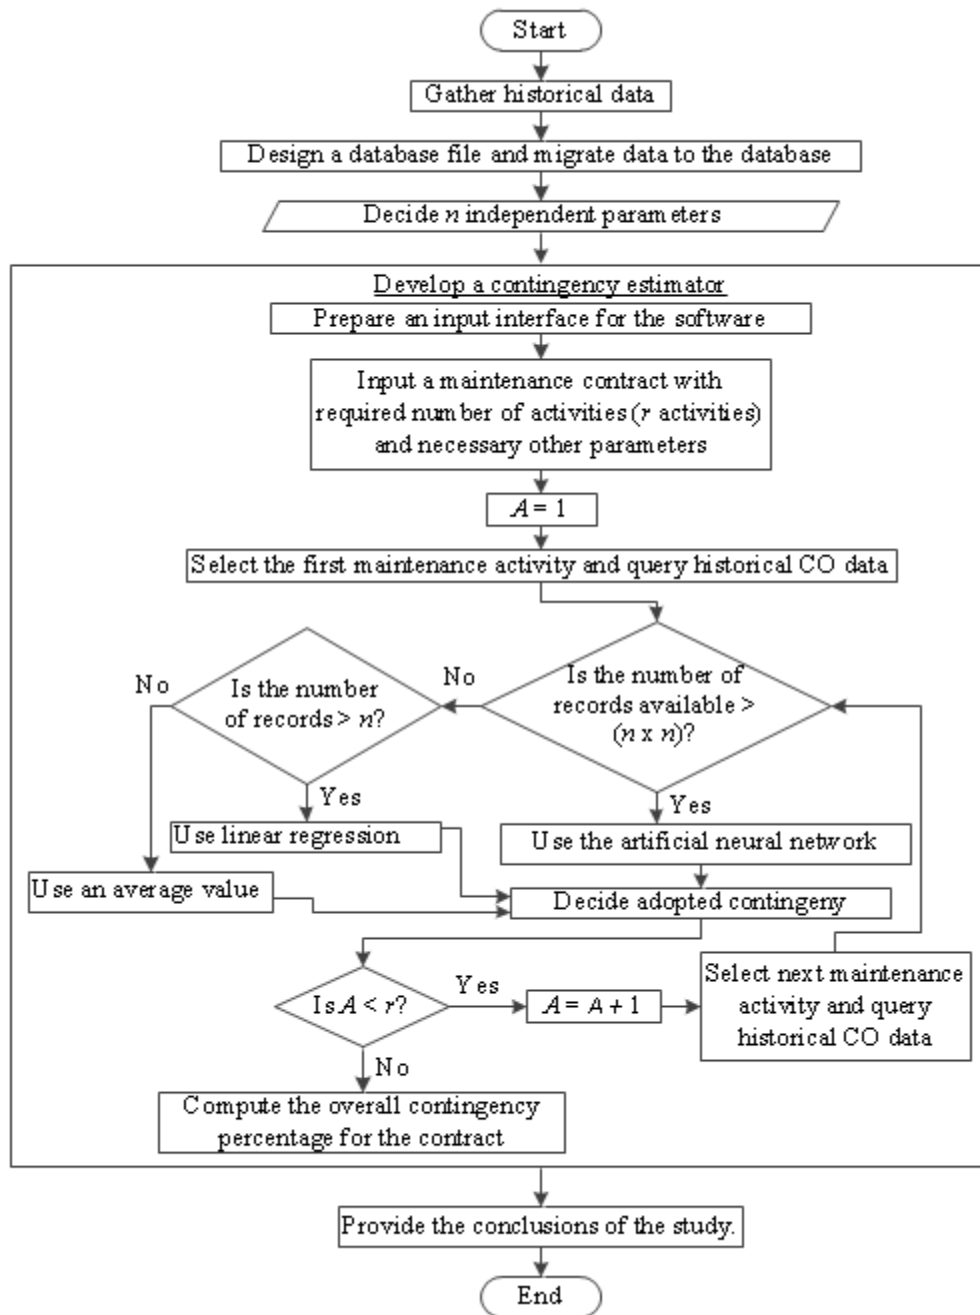 Start
Gather historical data
Design a database file and migrate data to the database
Decide n independent parameters
Develop a contingency estimator
Prepare an input interface for the software
Input a maintenance contract with
required number of activities (r activities)
and necessary other parameters
A = 1
Select the first maintenance activity and query historical CO data
No
Is the number
of records > n?
No
Is the number of
records available >
(n x n)?
Yes
Yes
Use linear regression
Use the artificial neural network
Use an average value
Decide adopted contingeny
Is A < r?
Yes
A = A + 1
Select next maintenance
activity and query
historical CO data
No
Compute the overall contingency
percentage for the contract
Provide the conclusions of the study.
End